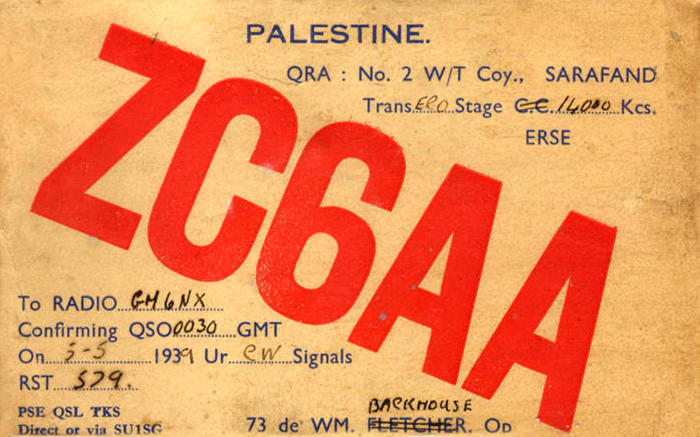 PALESTINE.
QRA : No. 2 W/T Coy., SARAFAND
Trans. ECO Stage C.C. 14,000 Kcs.
ERSE
ZC6AA
To RADIO GM6NX
Confirming QSO 0030 GMT
On 5-5 1939 Ur CW Signals
RST 579.
PSE QSL TKS
Direct or via SU1SG
BACKHOUSE
73 de WM. FLETCHER. Op